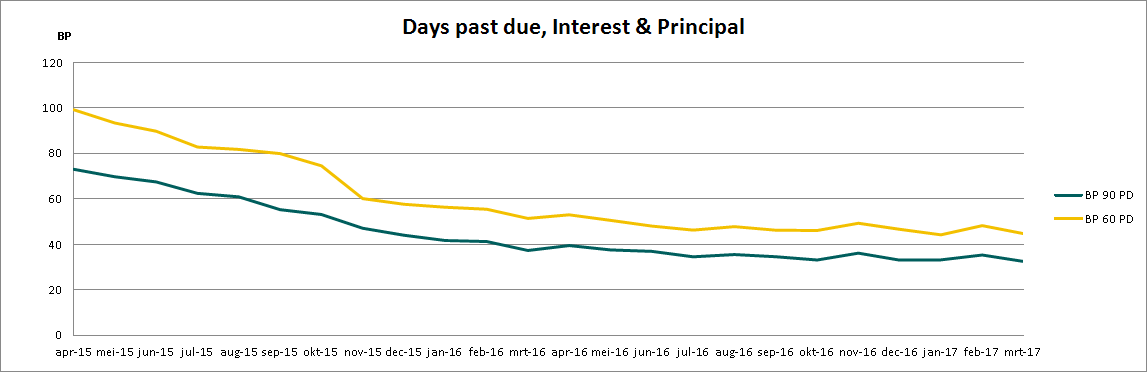 Days past due, Interest & Principal
BP
120
100
80
60
40
20
0
apr-15 mei-15 jun-15 jul-15 aug-15 sep-15 okt-15 nov-15 dec-15 jan-16 feb-16 mrt-16 apr-16 mei-16 jun-16 jul-16 aug-16 sep-16 okt-16 nov-16 dec-16 jan-17 feb-17 mrt-17
BP 90 PD
BP 60 PD